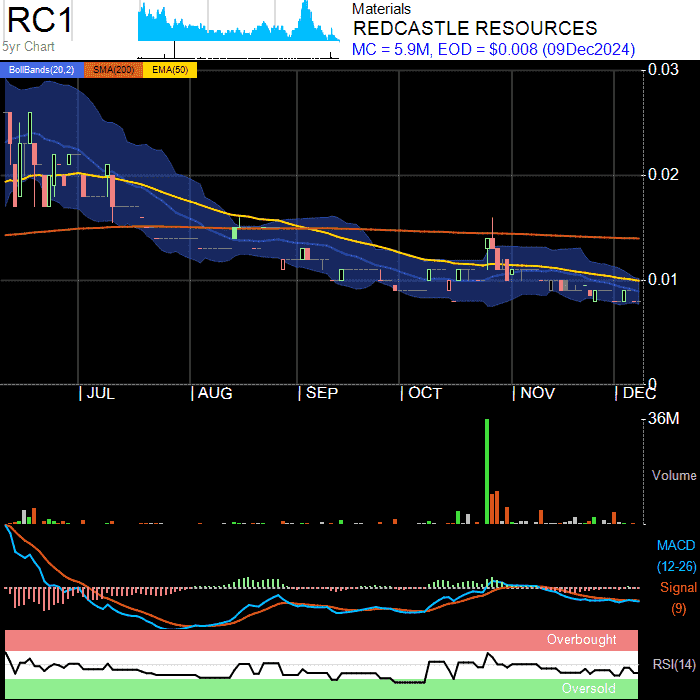 RC1
5yr Chart
Materials
REDCASTLE RESOURCES
MC = 5.9M, EOD = $0.008 (09Dec2024)
BollBands(20,2) SMA(200) EMA(50)
0.03
0.02
0.01
0
| JUL | AUG | SEP | OCT | NOV | DEC
36M
Volume
MACD
(12-26)
Signal
(9)
Overbought
RSI(14)
Oversold